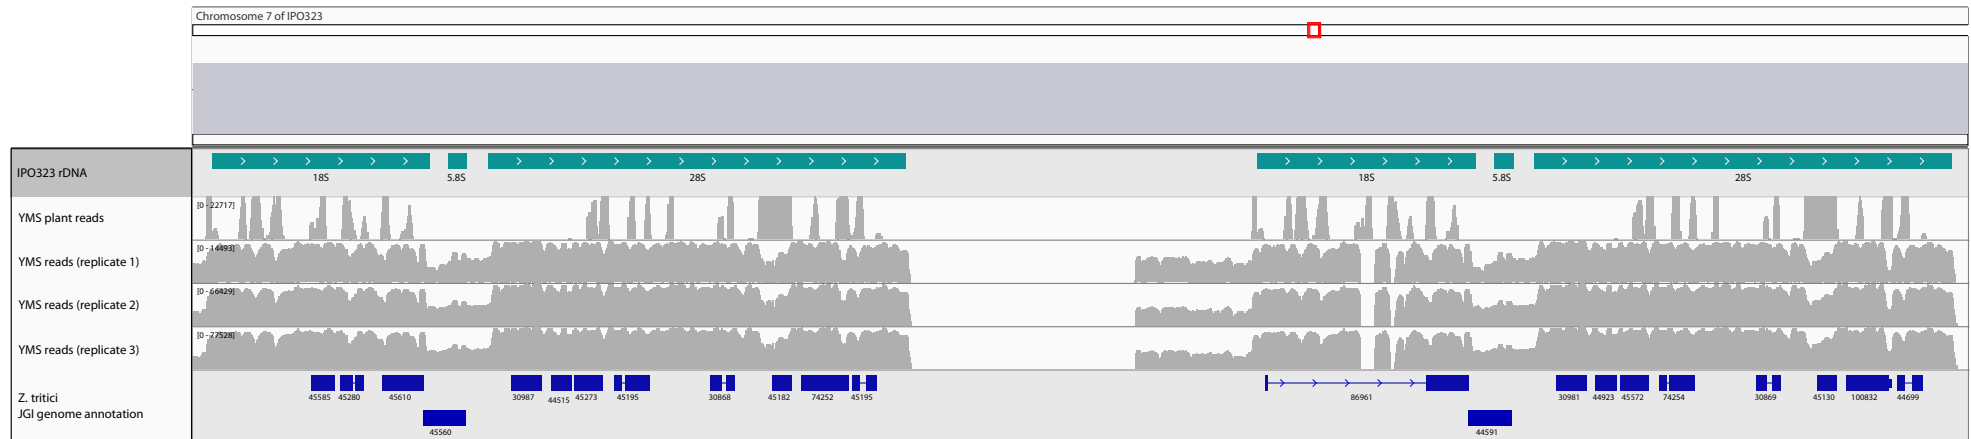 Chromosome 7 of IPO323
IPO323 rDNA
18S 5.8S 28S 18S 5.8S 28S
YMS plant reads [0 - 22717]
YMS reads (replicate 1) [0 - 14493]
YMS reads (replicate 2) [0 - 66429]
YMS reads (replicate 3) [0 - 77528]
Z. tritici
JGI genome annotation
45585 45280 45610 30987 44515 45273 45195 30868 45182 74252 45195 86961 30981 44923 45572 74254 30869 45130 100832 44699
45560 44591